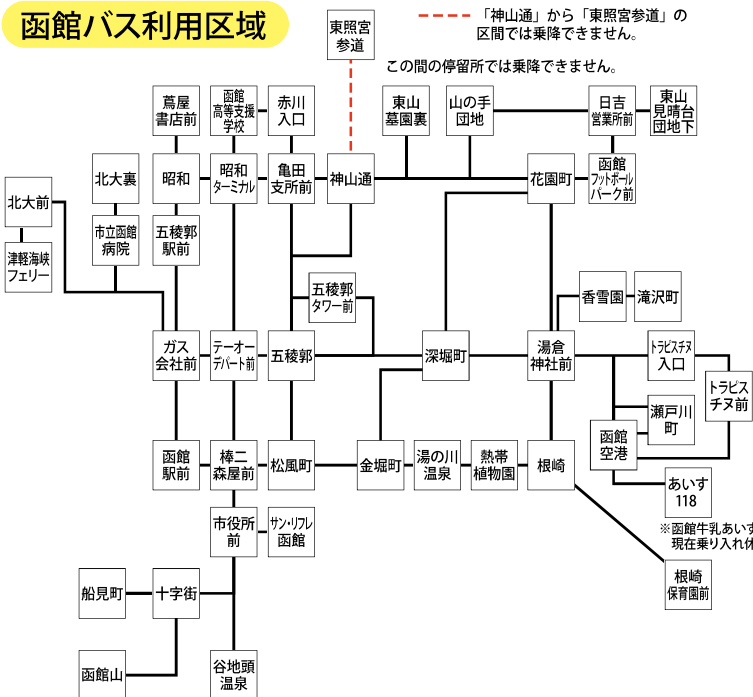 函館バス利用区域
東照宮
参道
「神山通」から「東照宮参道」の
区間では乗降できません。
この間の停留所では乗降できません。
蔦屋
書店前
函館
高等支援
学校
赤川
入口
東山
墓園裏
山の手
団地
日吉
営業所前
東山
見晴台
団地下
北大裏
昭和
昭和
ターミナル
亀田
支所前
神山通
花園町
函館
フットボール
パーク前
北大前
市立函館
病院
五稜郭
駅前
津軽海峡
フェリー
五稜郭
タワー前
香雪園
滝沢町
ガス
会社前
テーオー
デパート前
五稜郭
深堀町
湯倉
神社前
トラピスチヌ
入口
トラピス
チヌ前
瀬戸川
町
函館
空港
函館
駅前
棒二
森屋前
松風町
金堀町
湯の川
温泉
熱帯
植物園
根崎
あいす
118
市役所
前
サン・リフレ
函館
※函館牛乳あいす
現在乗り入れ休
船見町
十字街
根崎
保育園前
函館山
谷地頭
温泉